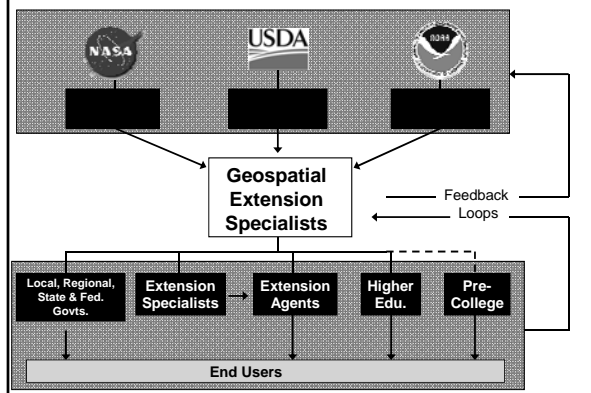 NASA
USDA
NOAA
Geospatial
Extension
Specialists
Feedback
Loops
Local, Regional,
State & Fed.
Govts.
Extension
Specialists
Extension
Agents
Higher
Edu.
Pre-
College
End Users